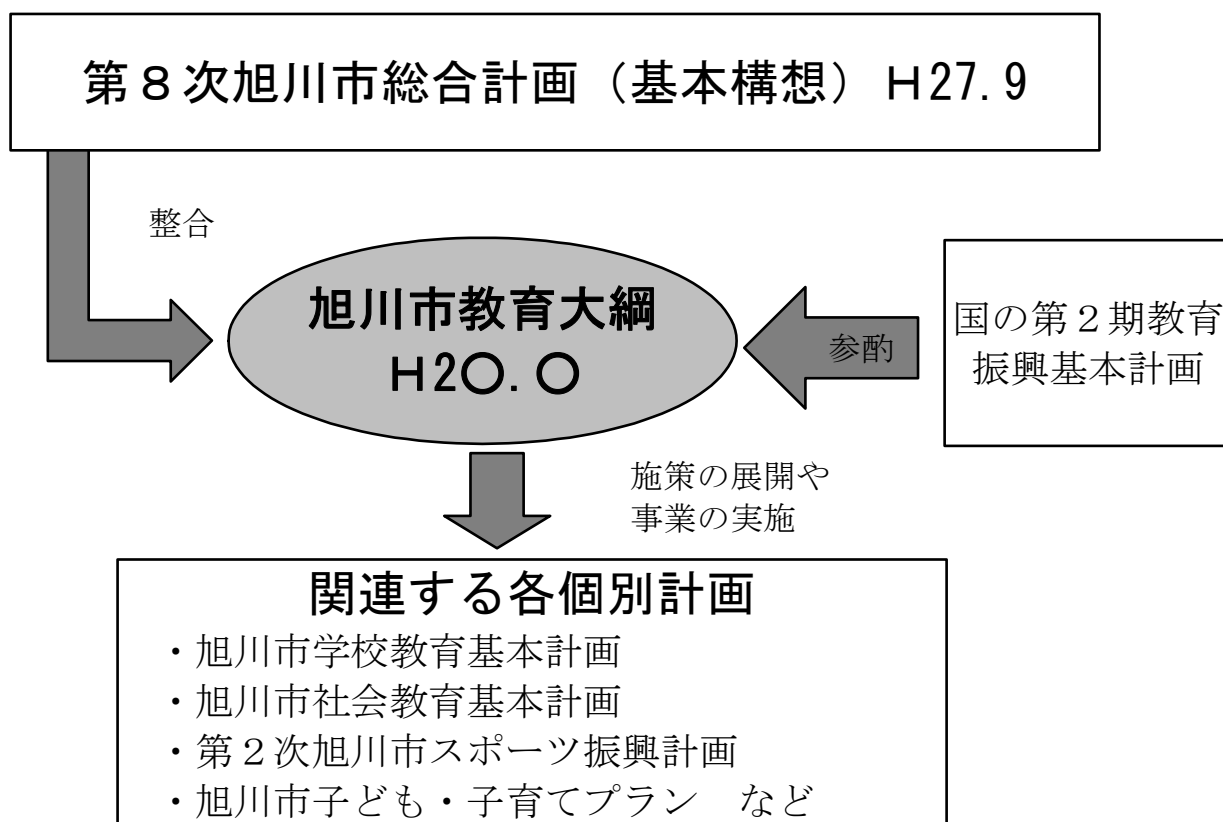 第８次旭川市総合計画（基本構想）Ｈ27.9
整合
旭川市教育大綱
Ｈ2〇.〇
参酌
国の第２期教育
振興基本計画
施策の展開や
事業の実施
関連する各個別計画
・旭川市学校教育基本計画
・旭川市社会教育基本計画
・第２次旭川市スポーツ振興計画
・旭川市子ども・子育てプラン　など